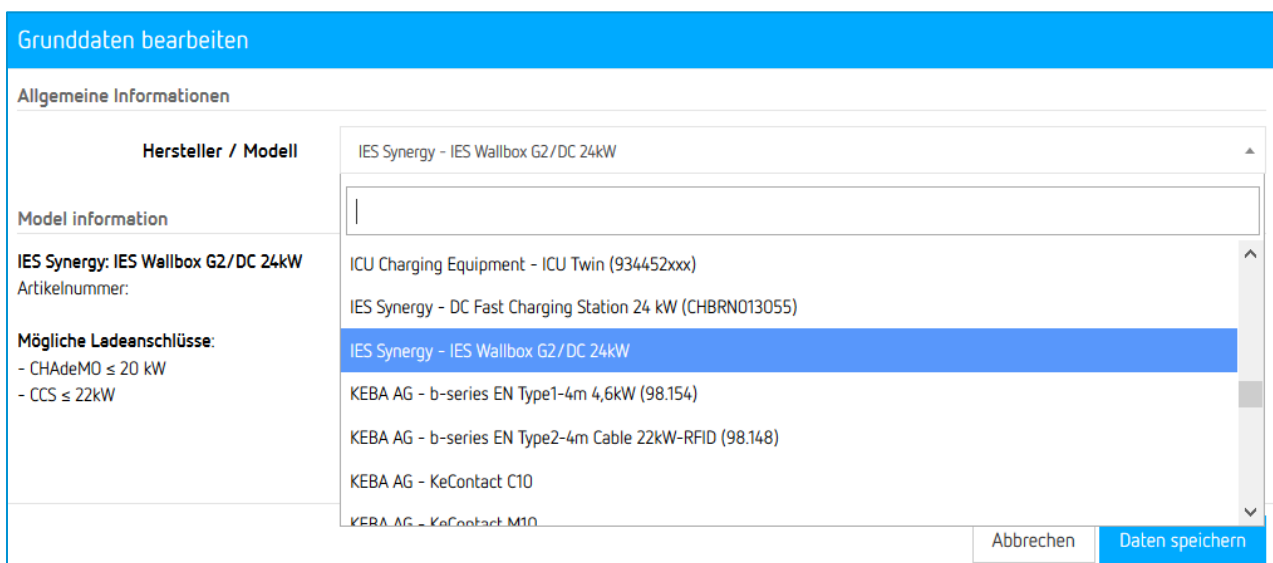 Grunddaten bearbeiten
Allgemeine Informationen
Hersteller / Modell
IES Synergy - IES Wallbox G2/DC 24kW
Model information
IES Synergy: IES Wallbox G2/DC 24kW
Artikelnummer:
Mögliche Ladeanschlüsse:
- CHAdeMO ≤ 20 kW
- CCS ≤ 22kW
ICU Charging Equipment - ICU Twin (934452xxx)
IES Synergy - DC Fast Charging Station 24 kW (CHBRN013055)
IES Synergy - IES Wallbox G2/DC 24kW
KEBA AG - b-series EN Type1-4m 4,6kW (98.154)
KEBA AG - b-series EN Type2-4m Cable 22kW-RFID (98.148)
KEBA AG - KeContact C10
KEBA AG - KeContact M10
Abbrechen
Daten speichern